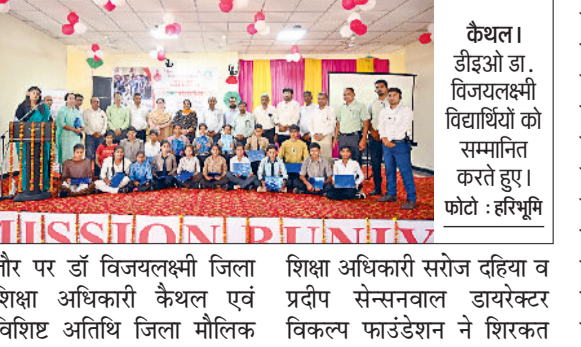 कैथल।
डीइओ डा.
विजयलक्ष्मी
विद्यार्थियों को
सम्मानित
करते हुए।
फोटो : हरिभूमि
MISSION BUNIY
तौर पर डॉ विजयलक्ष्मी जिला
शिक्षा अधिकारी कैथल एवं
विशिष्ट अतिथि जिला मौलिक
शिक्षा अधिकारी सरोज दहिया व
प्रदीप सेन्सनवाल डायरेक्टर
विकल्प फाउंडेशन ने शिरकत